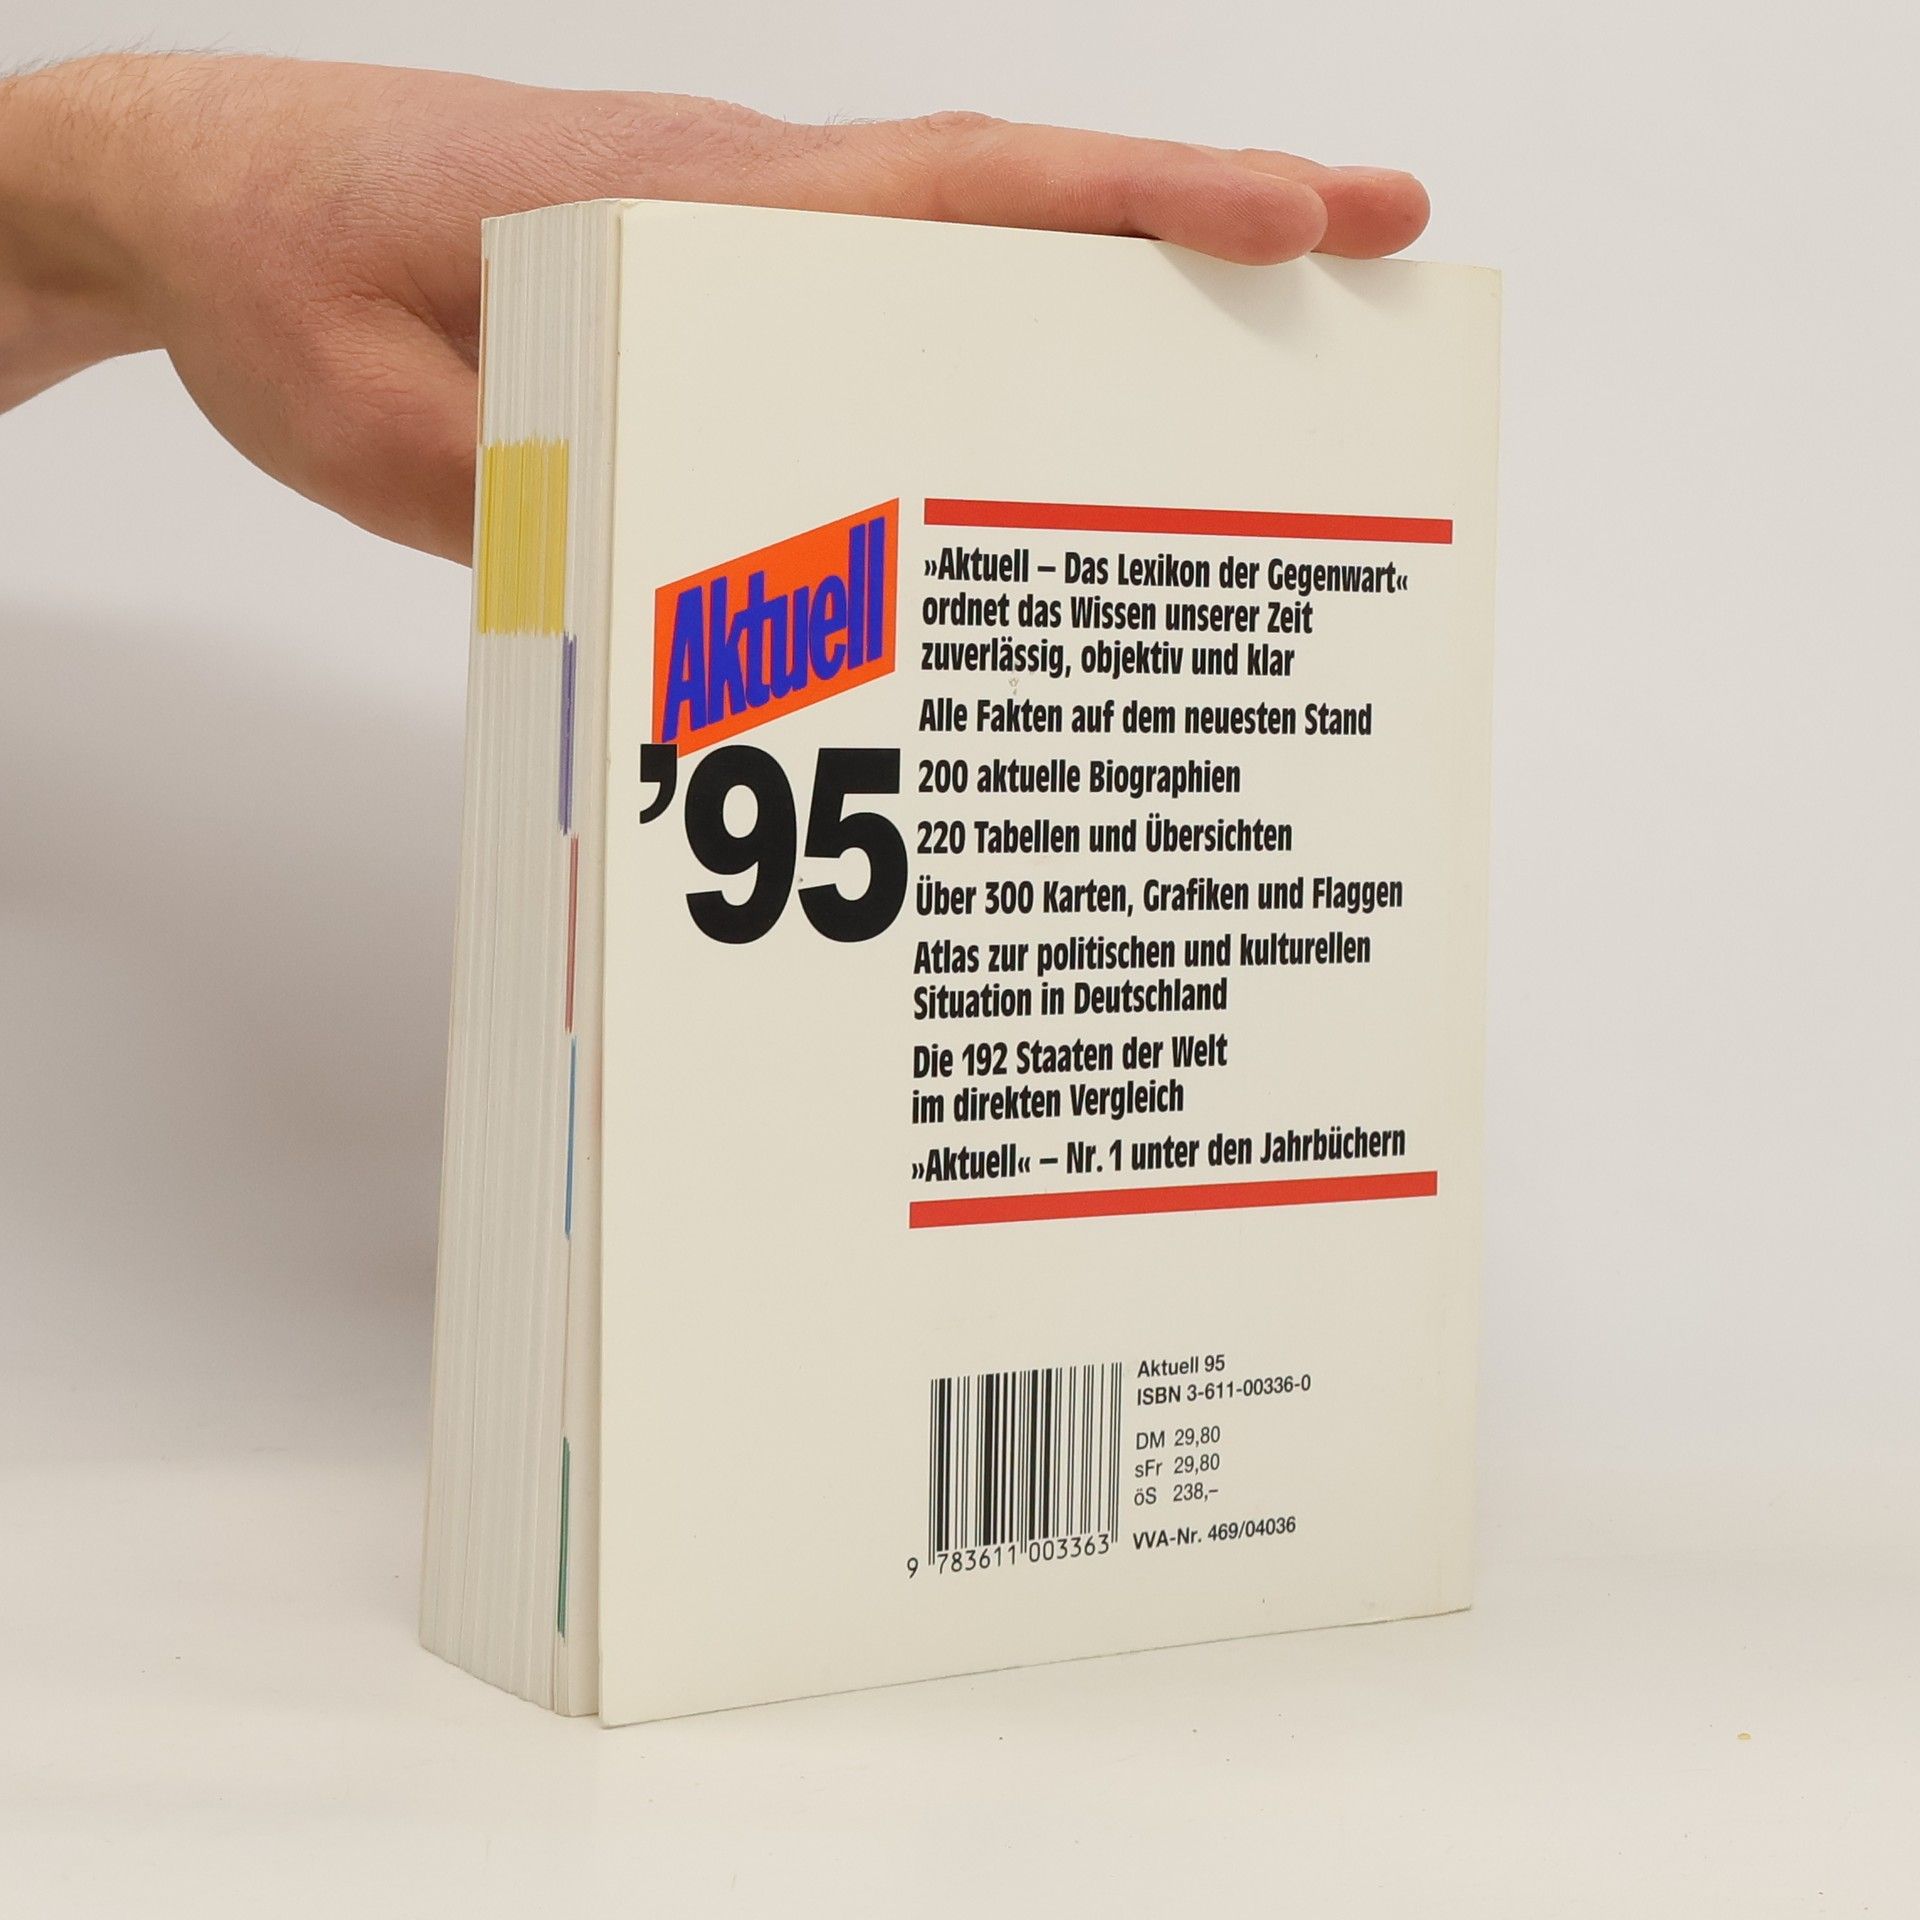 Aktuell
’95
»Aktuell – Das Lexikon der Gegenwart«
ordnet das Wissen unserer Zeit
zuverlässig, objektiv und klar
Alle Fakten auf dem neuesten Stand
200 aktuelle Biographien
220 Tabellen und Übersichten
Über 300 Karten, Grafiken und Flaggen
Atlas zur politischen und kulturellen
Situation in Deutschland
Die 192 Staaten der Welt
im direkten Vergleich
»Aktuell« – Nr. 1 unter den Jahrbüchern
Aktuell 95
ISBN 3-611-00336-0
DM 29,80
sFr 29,80
öS 238,–
VVA-Nr. 469/04036
9 783611 003363